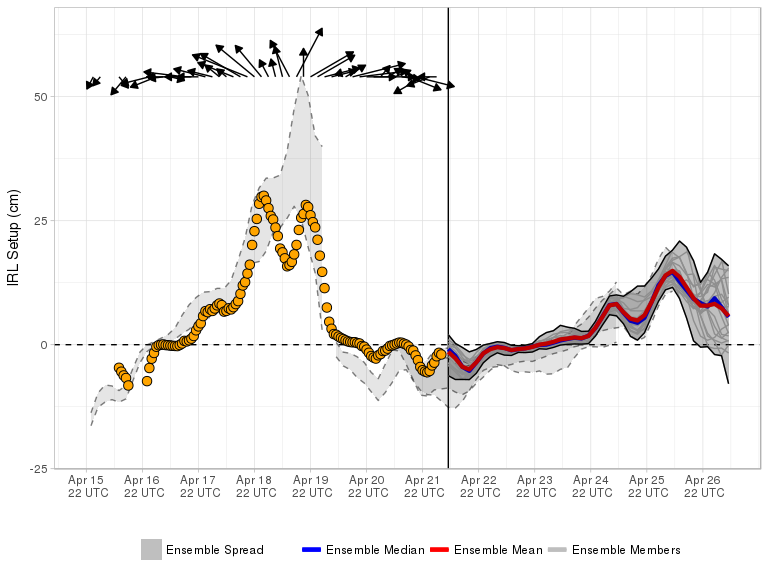 50
25
0
-25
IRL Setup (cm)
Apr 15 Apr 16 Apr 17 Apr 18 Apr 19 Apr 20 Apr 21 Apr 22 Apr 23 Apr 24 Apr 25 Apr 26
22 UTC 22 UTC 22 UTC 22 UTC 22 UTC 22 UTC 22 UTC 22 UTC 22 UTC 22 UTC 22 UTC 22 UTC
Ensemble Spread Ensemble Median Ensemble Mean Ensemble Members